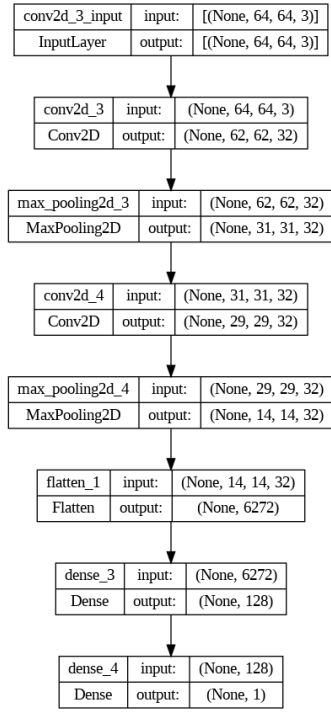 conv2d_3_input input: [(None, 64, 64, 3)]
InputLayer output: [(None, 64, 64, 3)]
conv2d_3 input: (None, 64, 64, 3)
Conv2D output: (None, 62, 62, 32)
max_pooling2d_3 input: (None, 62, 62, 32)
MaxPooling2D output: (None, 31, 31, 32)
conv2d_4 input: (None, 31, 31, 32)
Conv2D output: (None, 29, 29, 32)
max_pooling2d_4 input: (None, 29, 29, 32)
MaxPooling2D output: (None, 14, 14, 32)
flatten_1 input: (None, 14, 14, 32)
Flatten output: (None, 6272)
dense_3 input: (None, 6272)
Dense output: (None, 128)
dense_4 input: (None, 128)
Dense output: (None, 1)